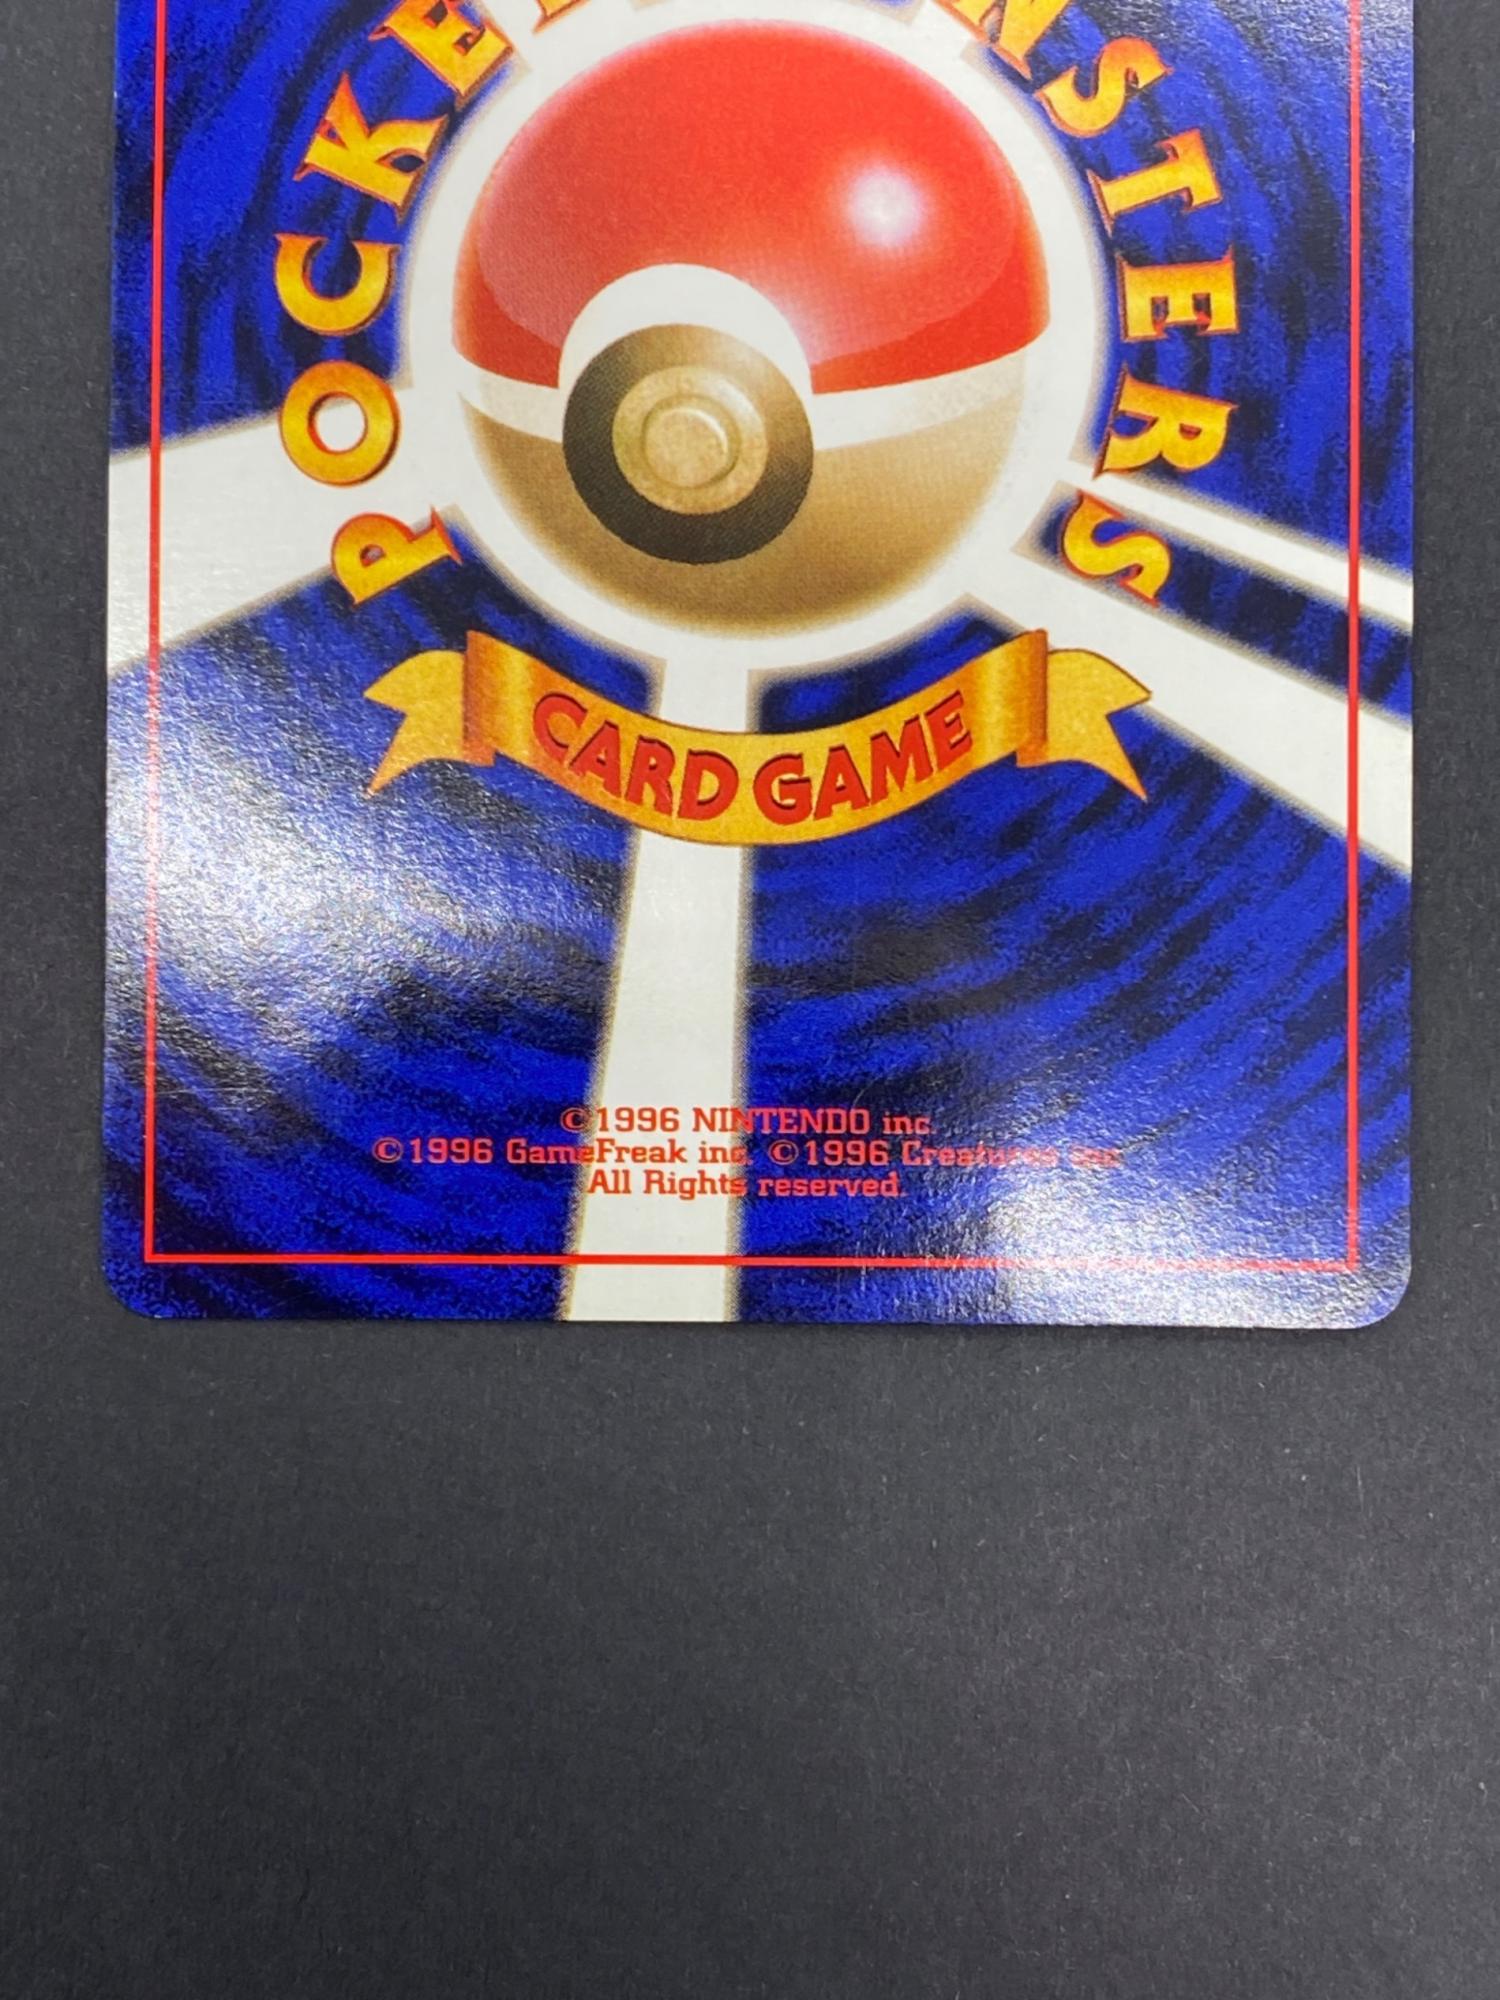 POCKE
NSTERS
CARD GAME
©1996 NINTENDO inc.
©1996 GameFreak inc. ©1996 Creatures inc.
All Rights reserved.